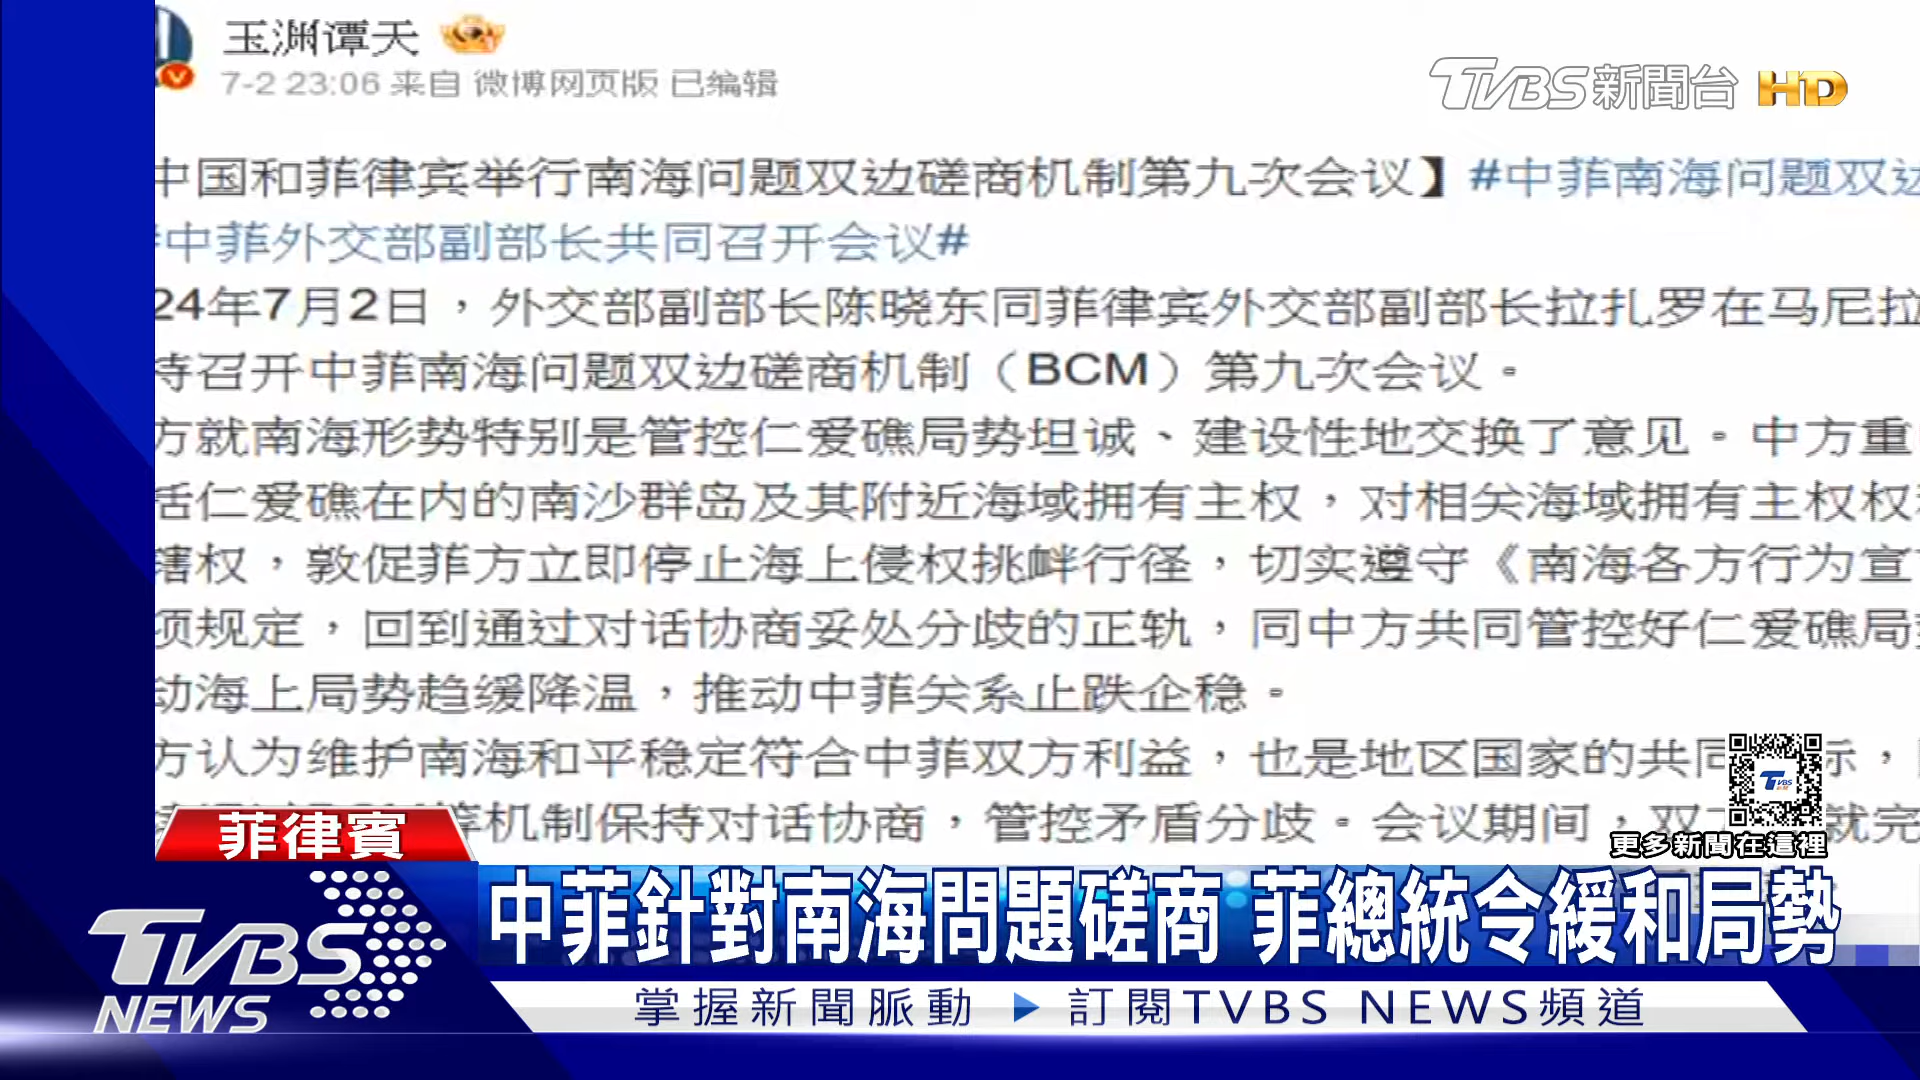 玉渊谭天
7-2 23:06 来自 微博网页版 已编辑
TVBS新聞台 HD
中国和菲律宾举行南海问题双边磋商机制第九次会议】#中菲南海问题双边
#中菲外交部副部长共同召开会议#
24年7月2日，外交部副部长陈晓东同菲律宾外交部副部长拉扎罗在马尼拉
持召开中菲南海问题双边磋商机制（BCM）第九次会议。
方就南海形势特别是管控仁爱礁局势坦诚、建设性地交换了意见。中方重
括仁爱礁在内的南沙群岛及其附近海域拥有主权，对相关海域拥有主权权
辖权，敦促菲方立即停止海上侵权挑衅行径，切实遵守《南海各方行为宣
项规定，回到通过对话协商妥处分歧的正轨，同中方共同管控好仁爱礁局
动海上局势趋缓降温，推动中菲关系止跌企稳。
方认为维护南海和平稳定符合中菲双方利益，也是地区国家的共同 标，
等机制保持对话协商，管控矛盾分歧。会议期间，双 就完
TVBS 新聞
更多新聞在這裡
菲律賓
中菲針對南海問題磋商 菲總統令緩和局勢
TVBS NEWS
掌握新聞脈動 ▶ 訂閱TVBS NEWS頻道